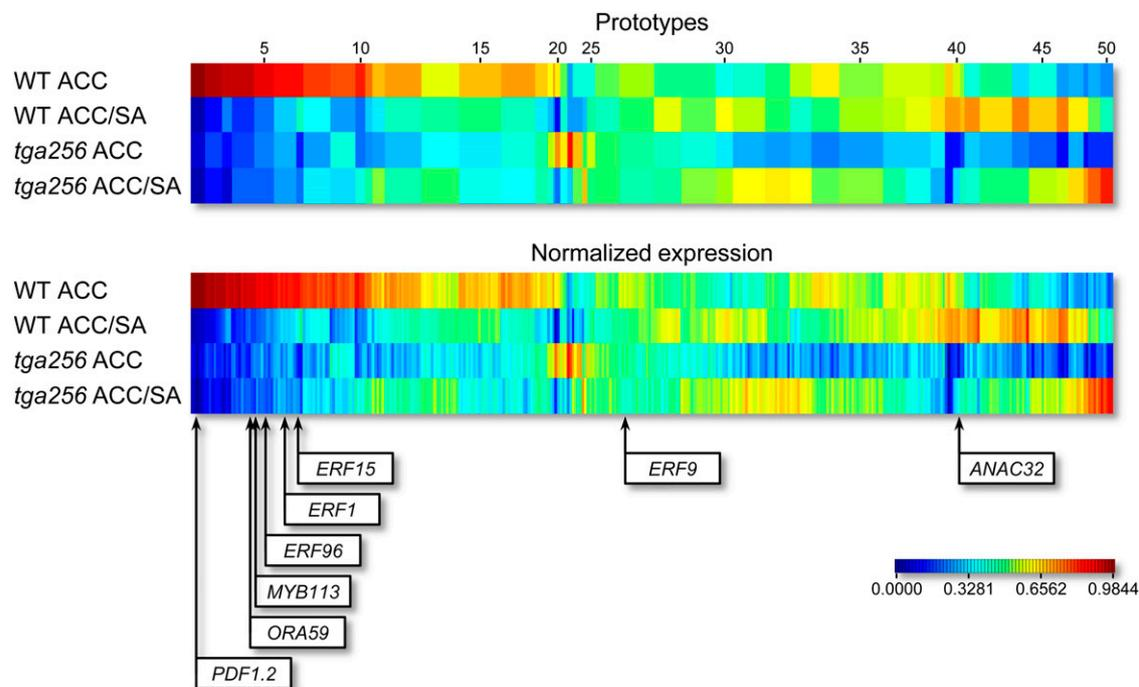 Prototypes
5 10 15 20 25 30 35 40 45 50
WT ACC
WT ACC/SA
tga256 ACC
tga256 ACC/SA
Normalized expression
WT ACC
WT ACC/SA
tga256 ACC
tga256 ACC/SA
ERF15 ERF9 ANAC32
ERF1
ERF96
MYB113
0.0000 0.3281 0.6562 0.9844
ORA59
PDF1.2